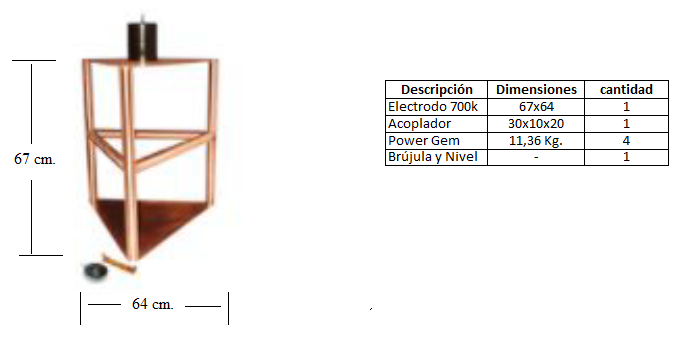 67 cm.
64 cm.
Descripción Dimensiones cantidad
Electrodo 700k 67x64 1
Acoplador 30x10x20 1
Power Gem 11,36 Kg. 4
Brújula y Nivel - 1